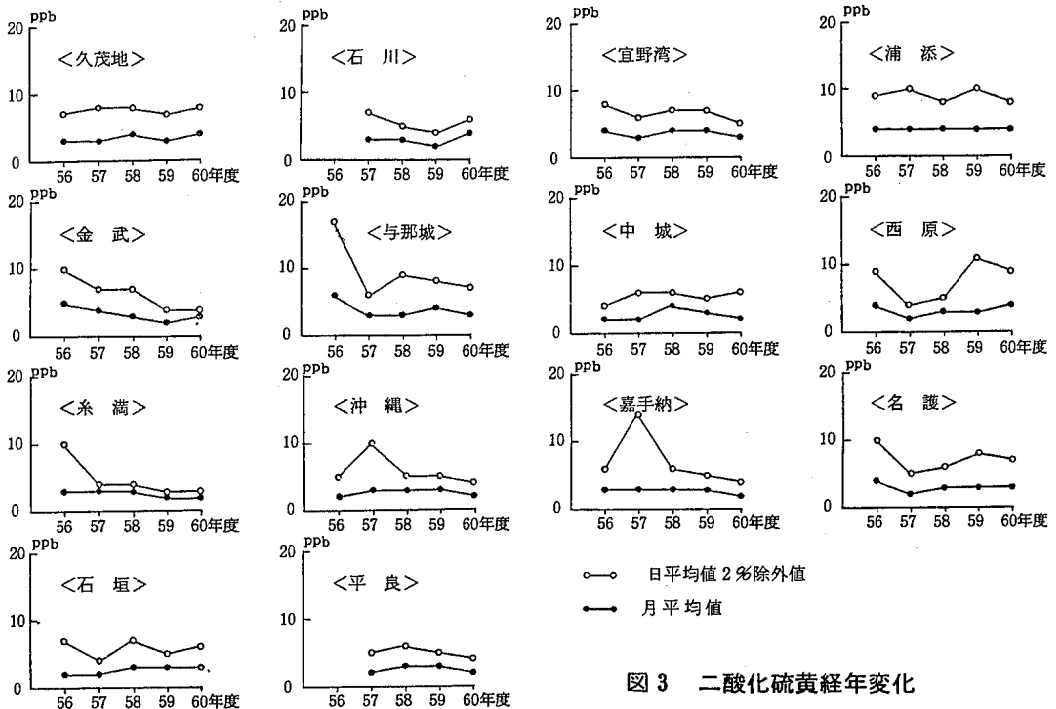 ppb
20
10
0
<久茂地>
56 57 58 59 60年度
ppb
20
10
0
<石 川>
56 57 58 59 60年度
ppb
20
10
0
<宜野湾>
56 57 58 59 60年度
ppb
20
10
0
<浦 添>
56 57 58 59 60年度
ppb
20
10
0
<金 武>
56 57 58 59 60年度
ppb
20
10
0
<与那城>
56 57 58 59 60年度
ppb
20
10
0
<中 城>
56 57 58 59 60年度
ppb
20
10
0
<西 原>
56 57 58 59 60年度
ppb
20
10
0
<糸 満>
56 57 58 59 60年度
ppb
20
10
0
<沖 縄>
56 57 58 59 60年度
ppb
20
10
0
<嘉手納>
56 57 58 59 60年度
ppb
20
10
0
<名 護>
56 57 58 59 60年度
ppb
20
10
0
<石 垣>
56 57 58 59 60年度
ppb
20
10
0
<平 良>
56 57 58 59 60年度
日平均値2%除外値
月平均値
図3 二酸化硫黄経年変化